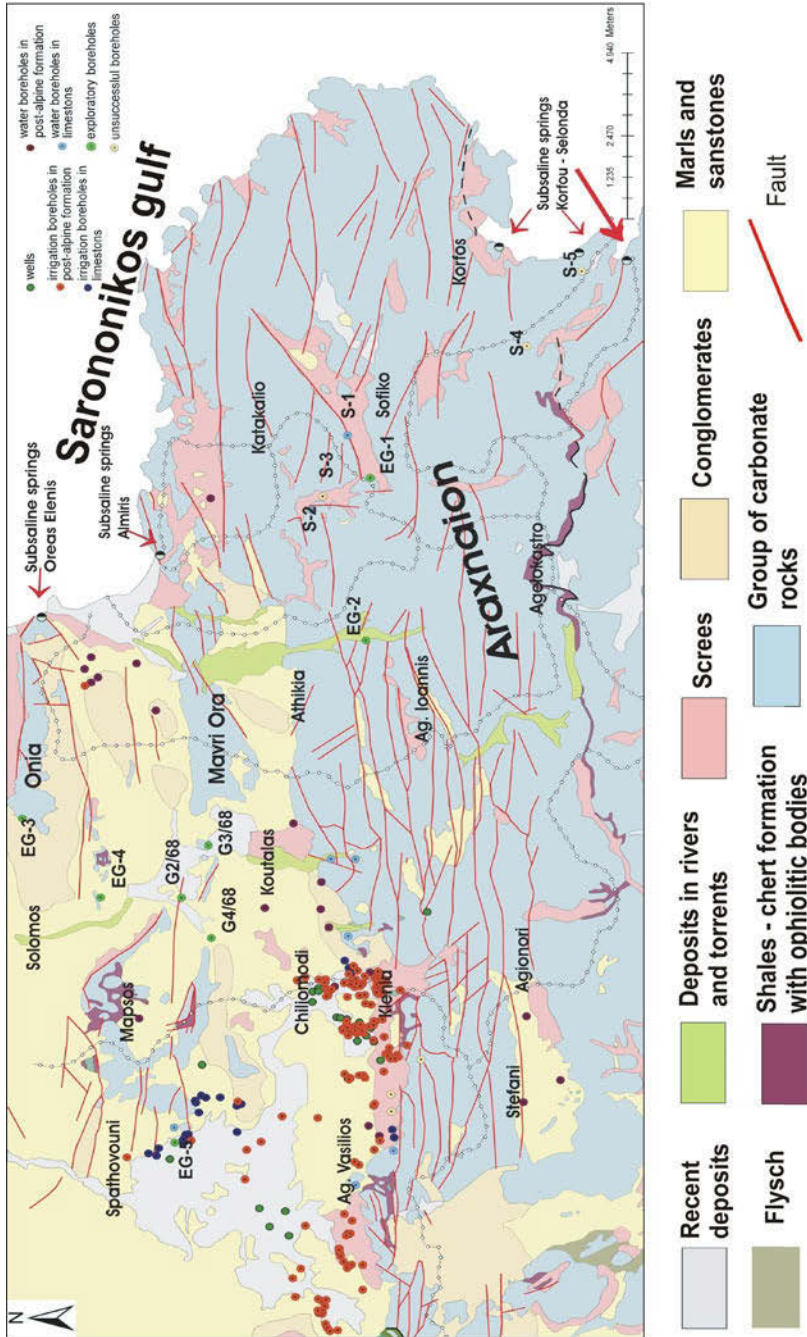 N
Saronikos gulf
wells
irrigation boreholes in
post-alpine formation
irrigation boreholes in
limestons
water boreholes in
post-alpine formation
water boreholes in
limestons
exploratory boreholes
unsuccessful boreholes
Subsaline springs
Oreas Elenis
Subsaline springs
Almiris
Onia
EG-3
Solomos
EG-4
G2/68
G3/68
G4/68
Mapsos
Spathovouni
EG-5
Mavri Ora
Athikia
Koutalas
Chiliomodi
Klenia
Ag. Vasilios
Katakalio
S-3
S-1
S-2
EG-1
Sofiko
EG-2
Ag. Ioannis
Araxnaion
Agelokastro
Agionori
Stefani
Korfos
Subsaline springs
Korfou - Selonda
S-4
S-5
1.235 2.470 4.940 Meters
Recent
deposits
Deposits in rivers
and torrents
Screes
Conglomerates
Marls and
sanstones
Flysch
Shales - chert formation
with ophiolitic bodies
Group of carbonate
rocks
Fault